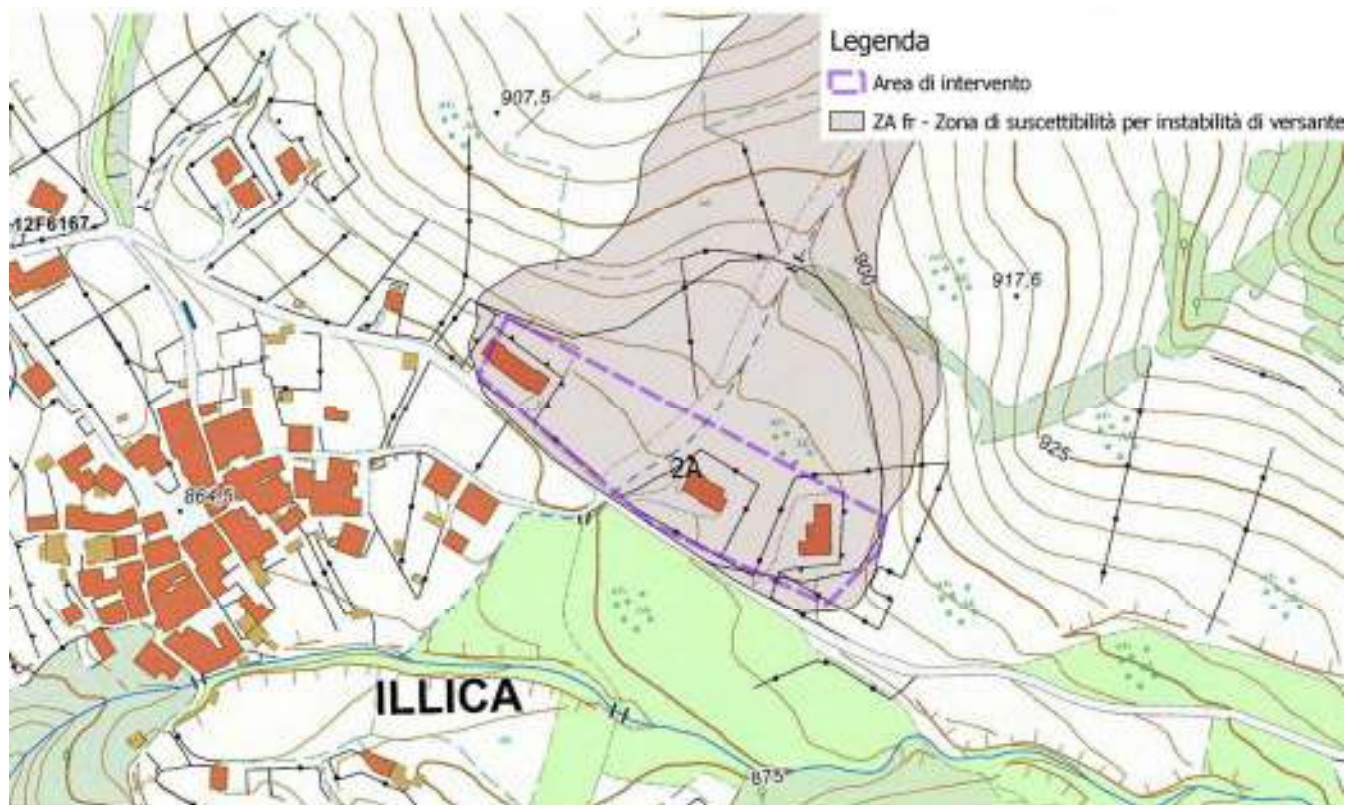 Legenda
Area di intervento
ZA fr - Zona di suscettibilità per instabilità di versante
907,5
12F6167
900
917,6
925
2A
864,5
ILLICA
875